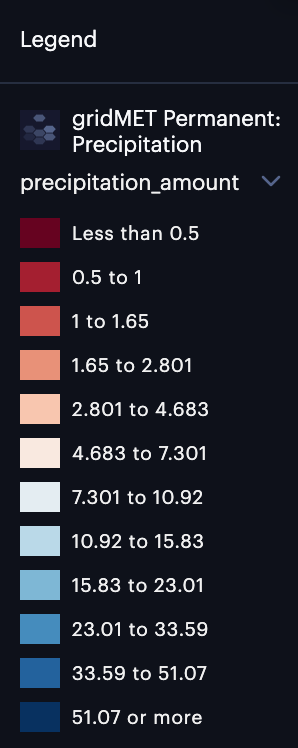 Legend
gridMET Permanent:
Precipitation
precipitation_amount
Less than 0.5
0.5 to 1
1 to 1.65
1.65 to 2.801
2.801 to 4.683
4.683 to 7.301
7.301 to 10.92
10.92 to 15.83
15.83 to 23.01
23.01 to 33.59
33.59 to 51.07
51.07 or more